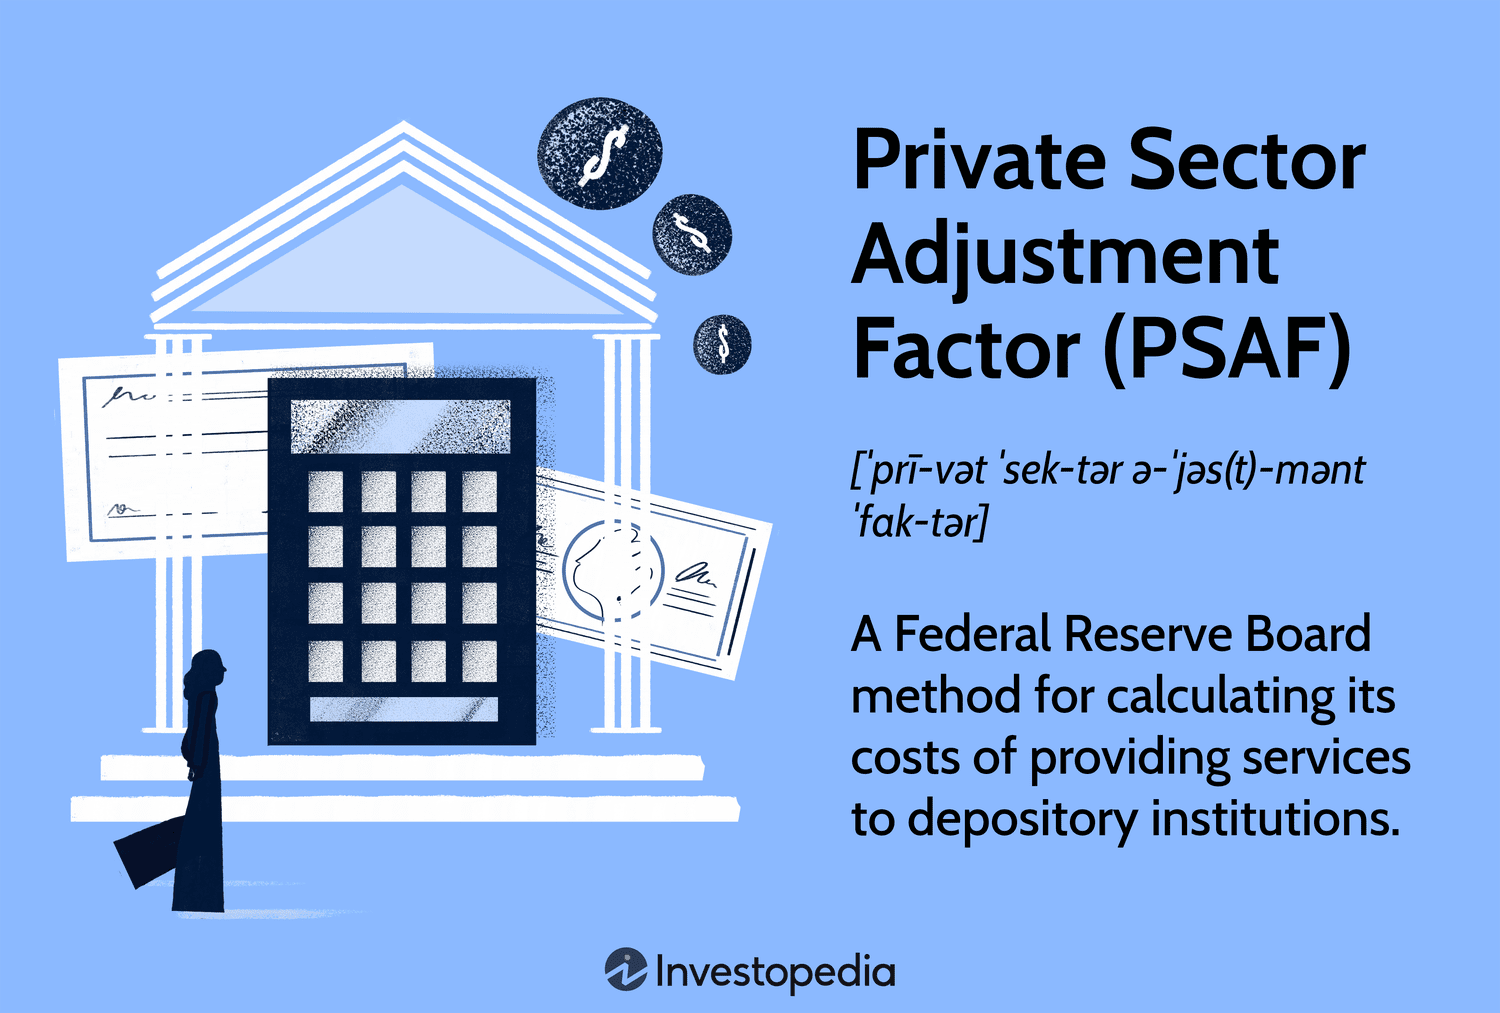 Private Sector
Adjustment
Factor (PSAF)
[ˈprī-vət ˈsek-tər ə-ˈjəs(t)-mənt
ˈfak-tər]
A Federal Reserve Board
method for calculating its
costs of providing services
to depository institutions.
Investopedia